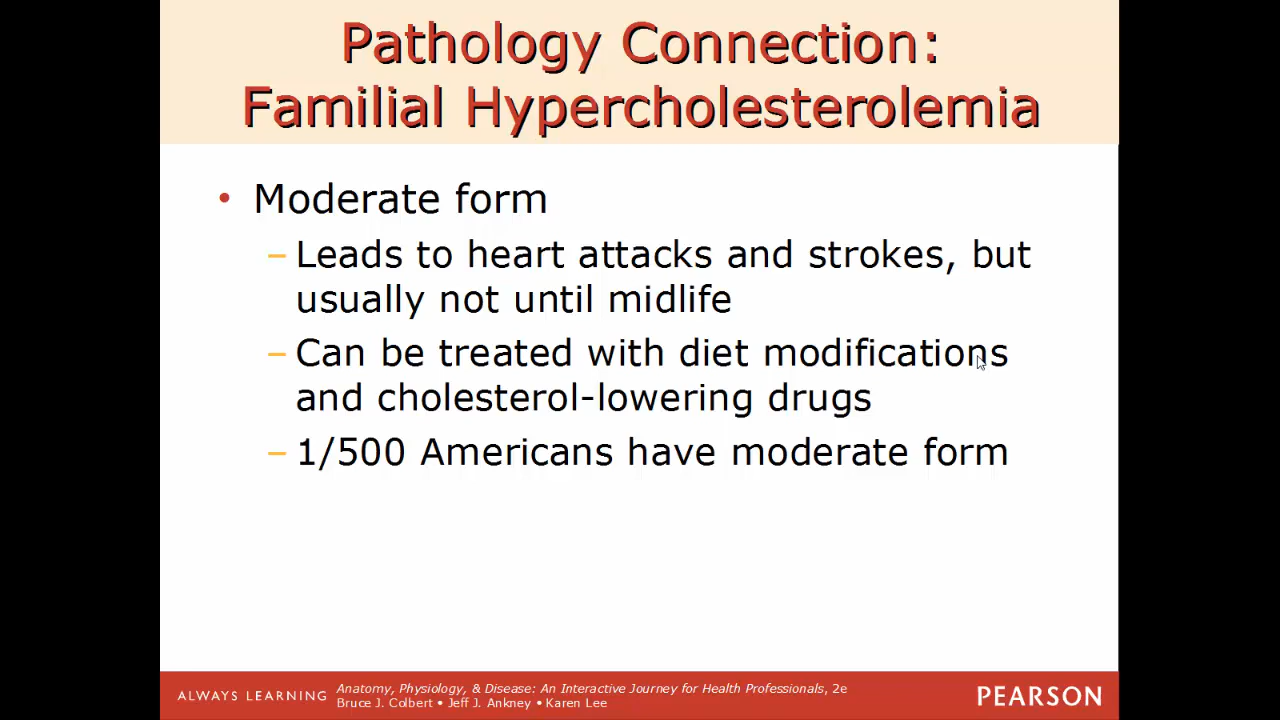 Pathology Connection:
Familial Hypercholesterolemia
• Moderate form
– Leads to heart attacks and strokes, but
usually not until midlife
– Can be treated with diet modifications
and cholesterol-lowering drugs
– 1/500 Americans have moderate form
ALWAYS LEARNING
Anatomy, Physiology, & Disease: An Interactive Journey for Health Professionals, 2e
Bruce J. Colbert • Jeff J. Ankney • Karen Lee
PEARSON